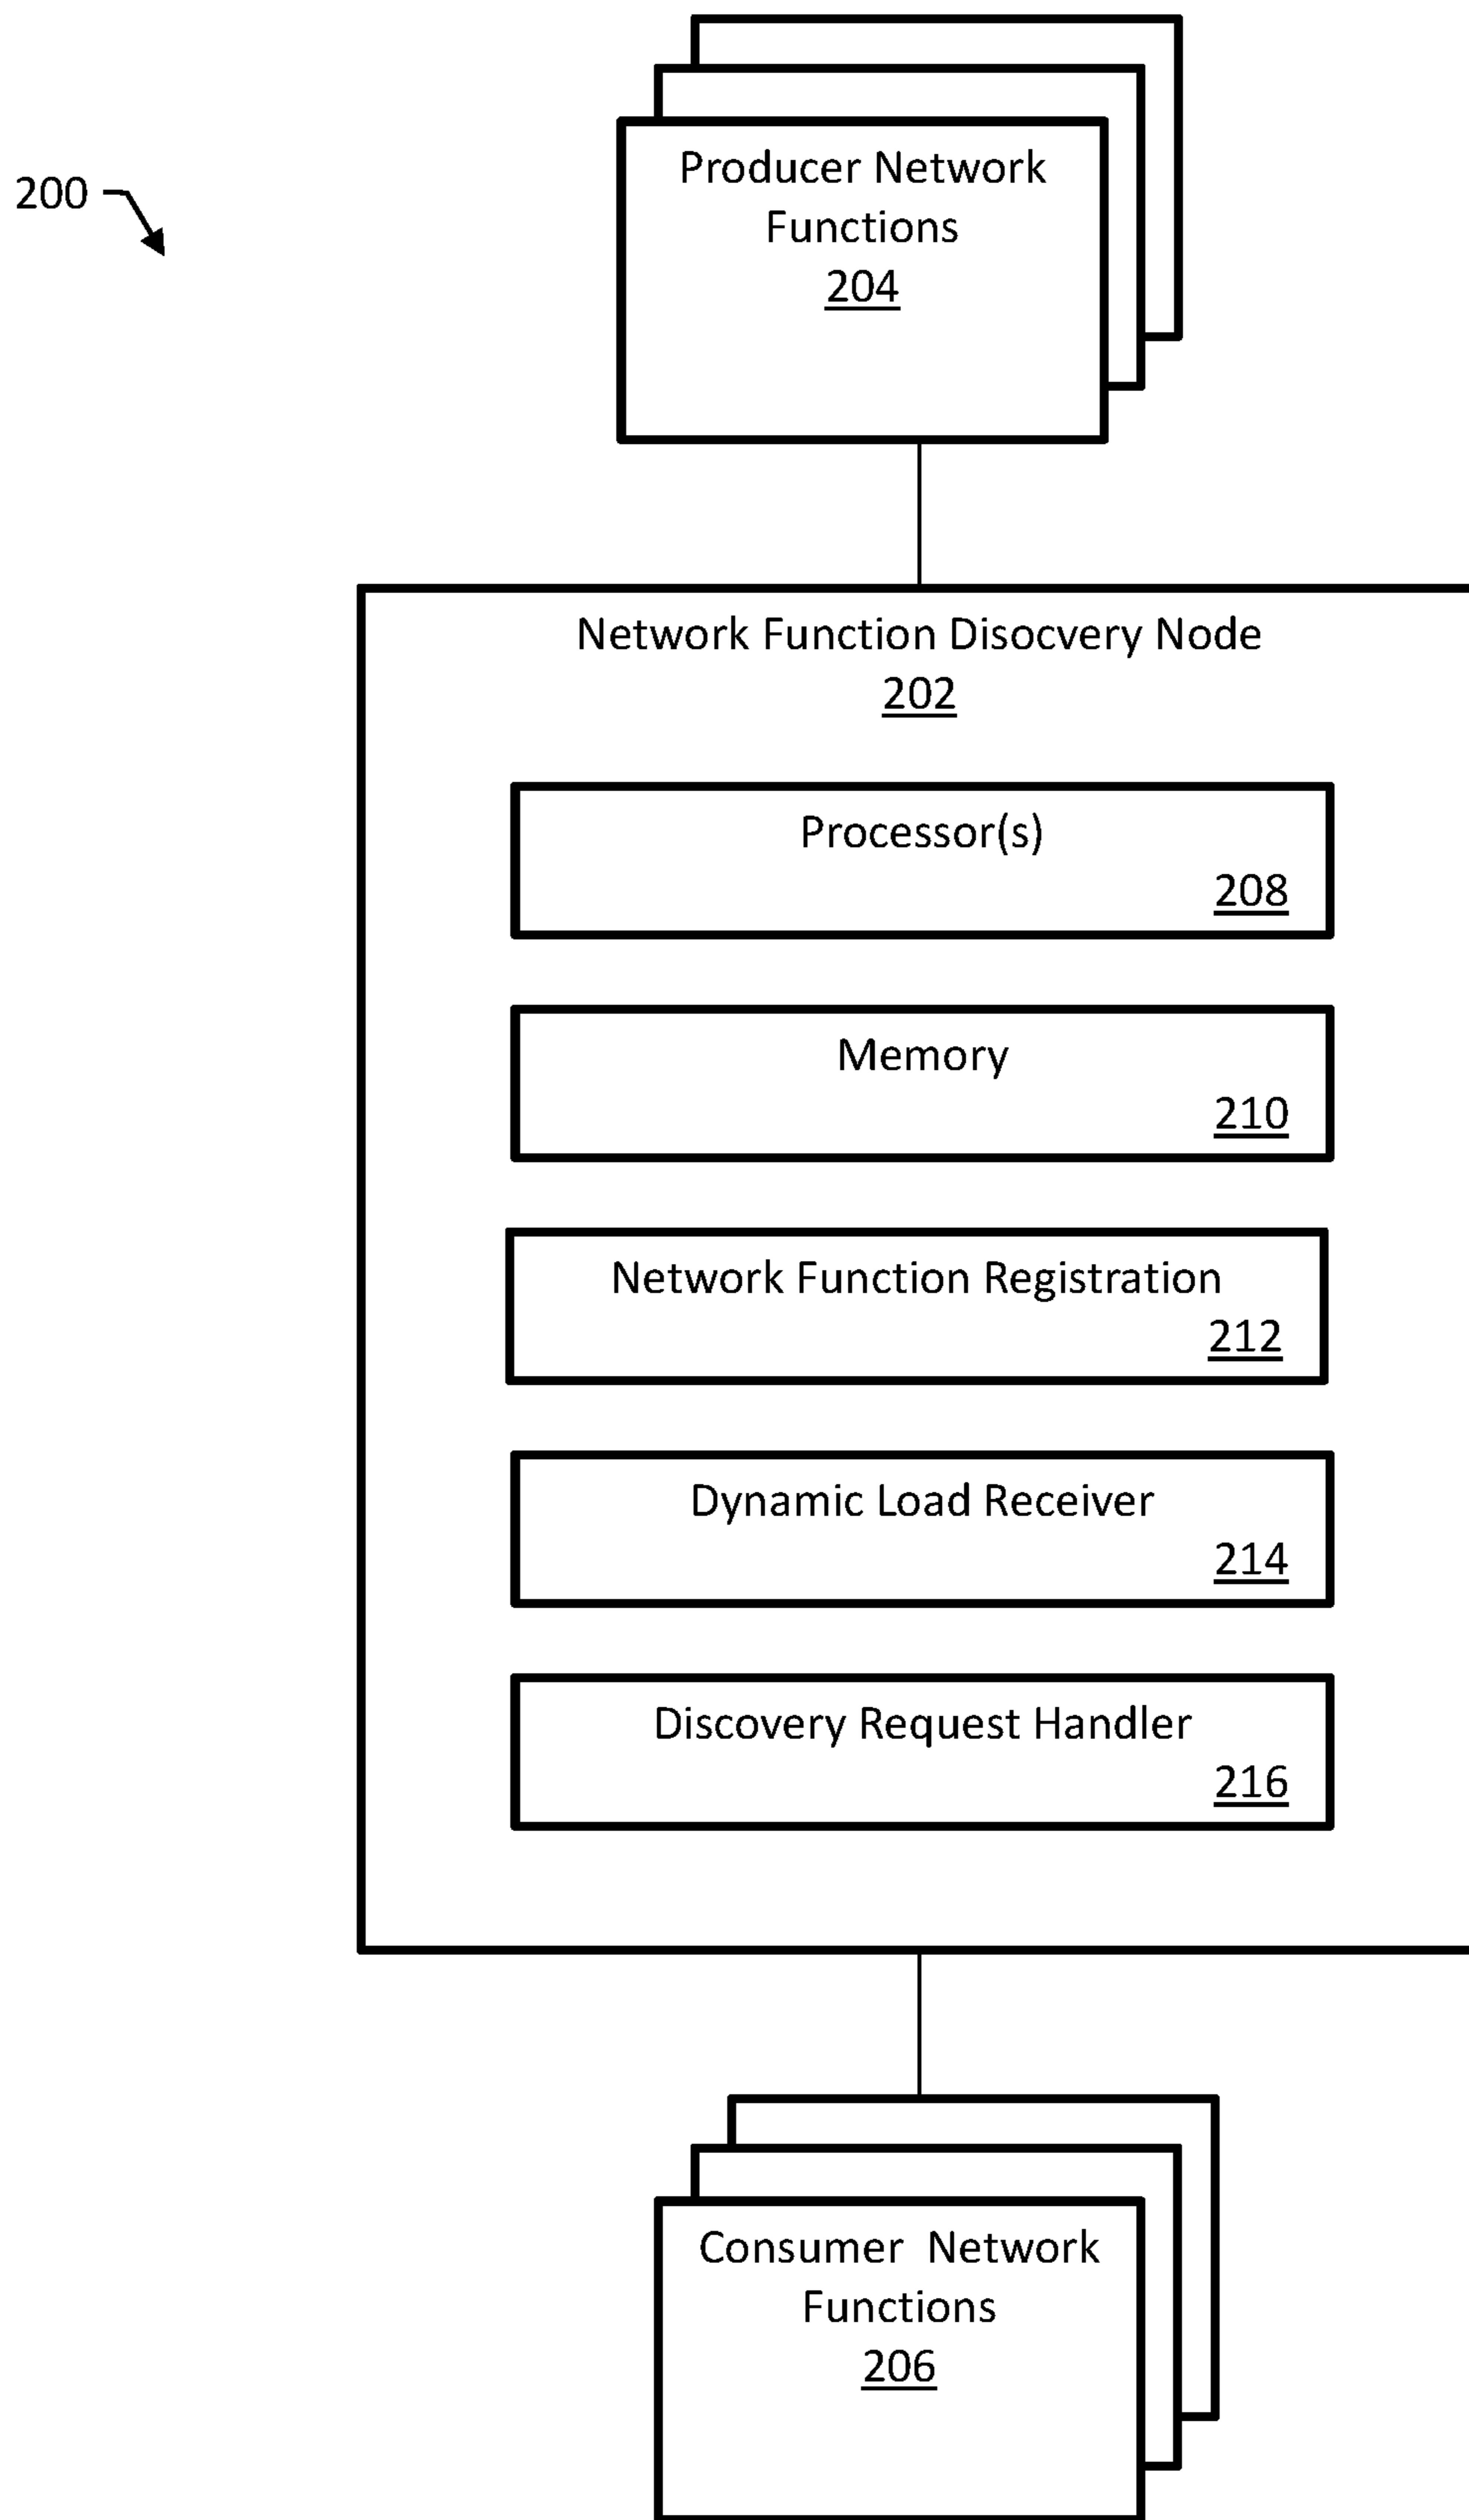 200
Producer Network
Functions
204
Network Function Disocvery Node
202
Processor(s)
208
Memory
210
Network Function Registration
212
Dynamic Load Receiver
214
Discovery Request Handler
216
Consumer Network
Functions
206